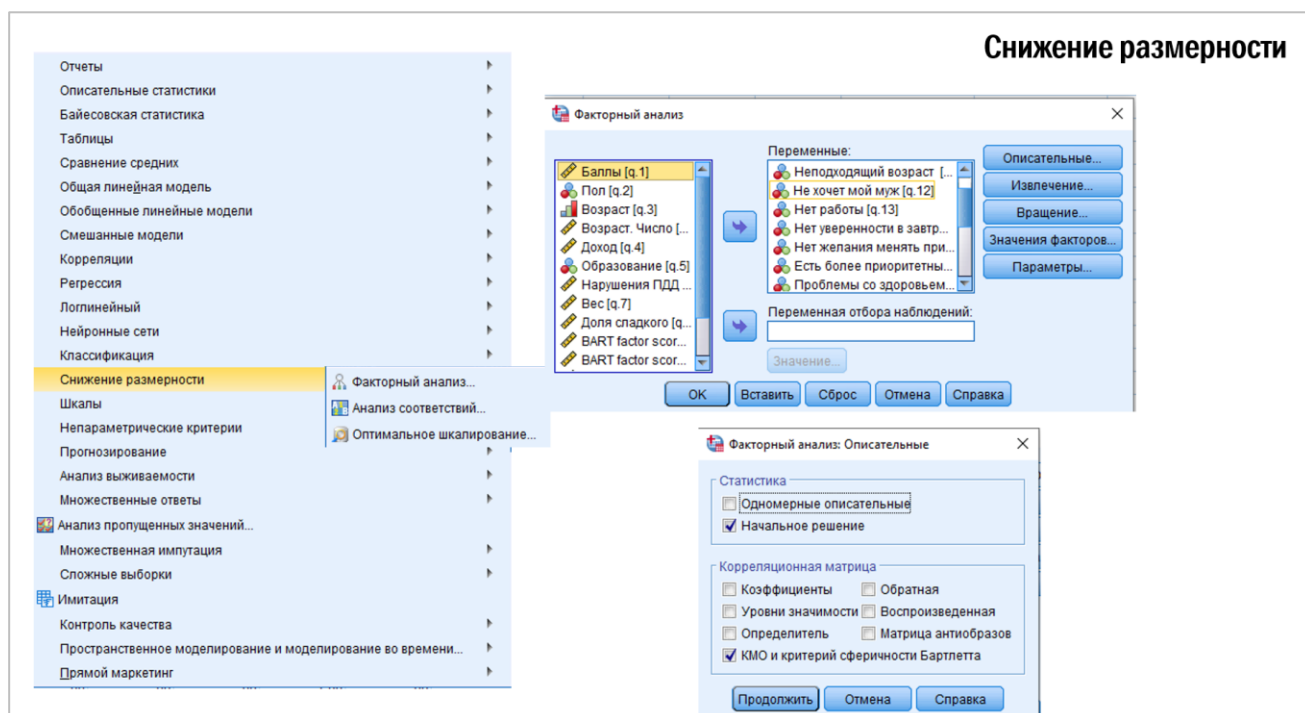 Снижение размерности
Отчеты
Описательные статистики
Байесовская статистика
Таблицы
Сравнение средних
Общая линейная модель
Обобщенные линейные модели
Смешанные модели
Корреляции
Регрессия
Логлинейный
Нейронные сети
Классификация
Снижение размерности
Шкалы
Непараметрические критерии
Прогнозирование
Анализ выживаемости
Множественные ответы
Анализ пропущенных значений...
Множественная импутация
Сложные выборки
Имитация
Контроль качества
Пространственное моделирование и моделирование во времени...
Прямой маркетинг
Факторный анализ...
Анализ соответствий...
Оптимальное шкалирование...
Факторный анализ
Баллы [q.1]
Пол [q.2]
Возраст [q.3]
Возраст. Число [...
Доход [q.4]
Образование [q.5]
Нарушения ПДД ...
Вес [q.7]
Доля сладкого [q...
BART factor scor...
BART factor scor...
Переменные:
Неподходящий возраст [...
Не хочет мой муж [q.12]
Нет работы [q.13]
Нет уверенности в завтр...
Нет желания менять при...
Есть более приоритетны...
Проблемы со здоровьем...
Переменная отбора наблюдений:
Значение...
Описательные...
Извлечение...
Вращение...
Значения факторов...
Параметры...
OK Вставить Сброс Отмена Справка
Факторный анализ: Описательные
Статистика
Одномерные описательные
Начальное решение
Корреляционная матрица
Коэффициенты Обратная
Уровни значимости Воспроизведенная
Определитель Матрица антиобразов
КМО и критерий сферичности Бартлетта
Продолжить Отмена Справка